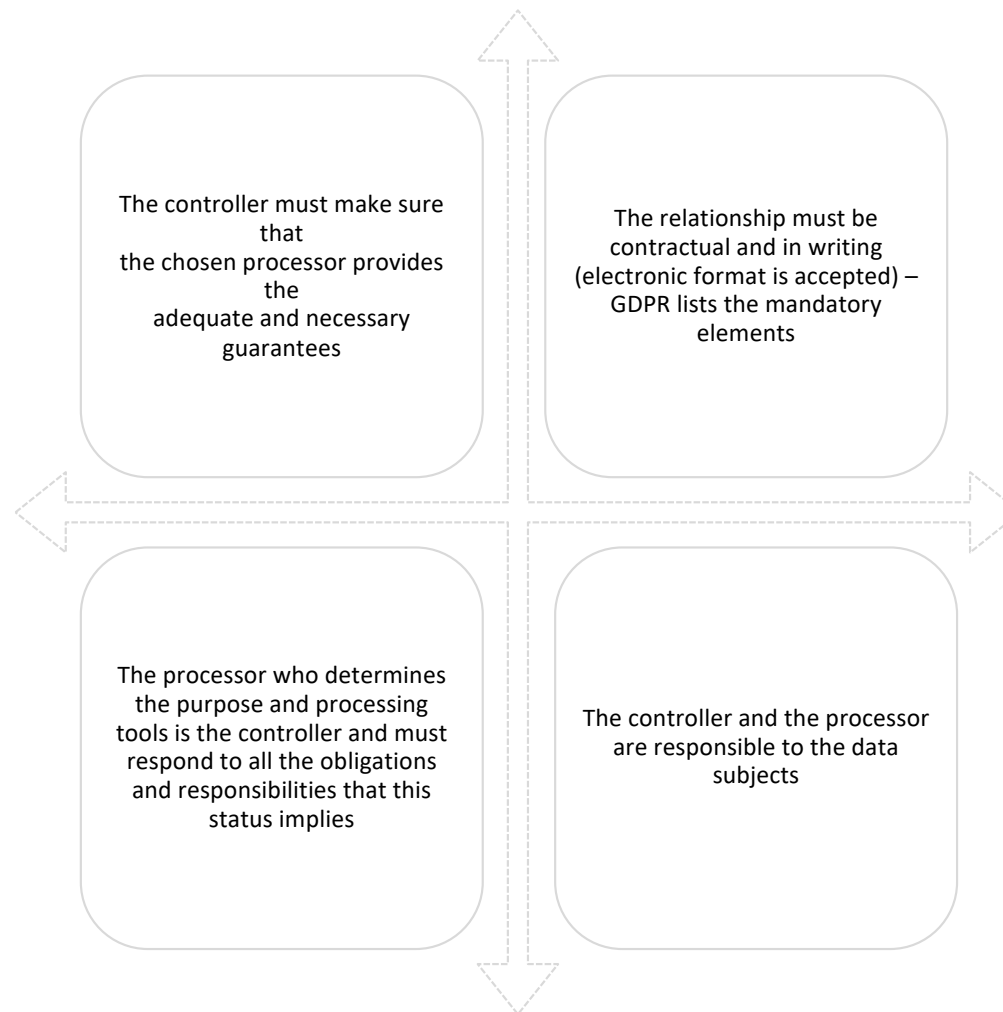 The controller must make sure
that
the chosen processor provides
the
adequate and necessary
guarantees
The relationship must be
contractual and in writing
(electronic format is accepted) –
GDPR lists the mandatory
elements
The processor who determines
the purpose and processing
tools is the controller and must
respond to all the obligations
and responsibilities that this
status implies
The controller and the processor
are responsible to the data
subjects